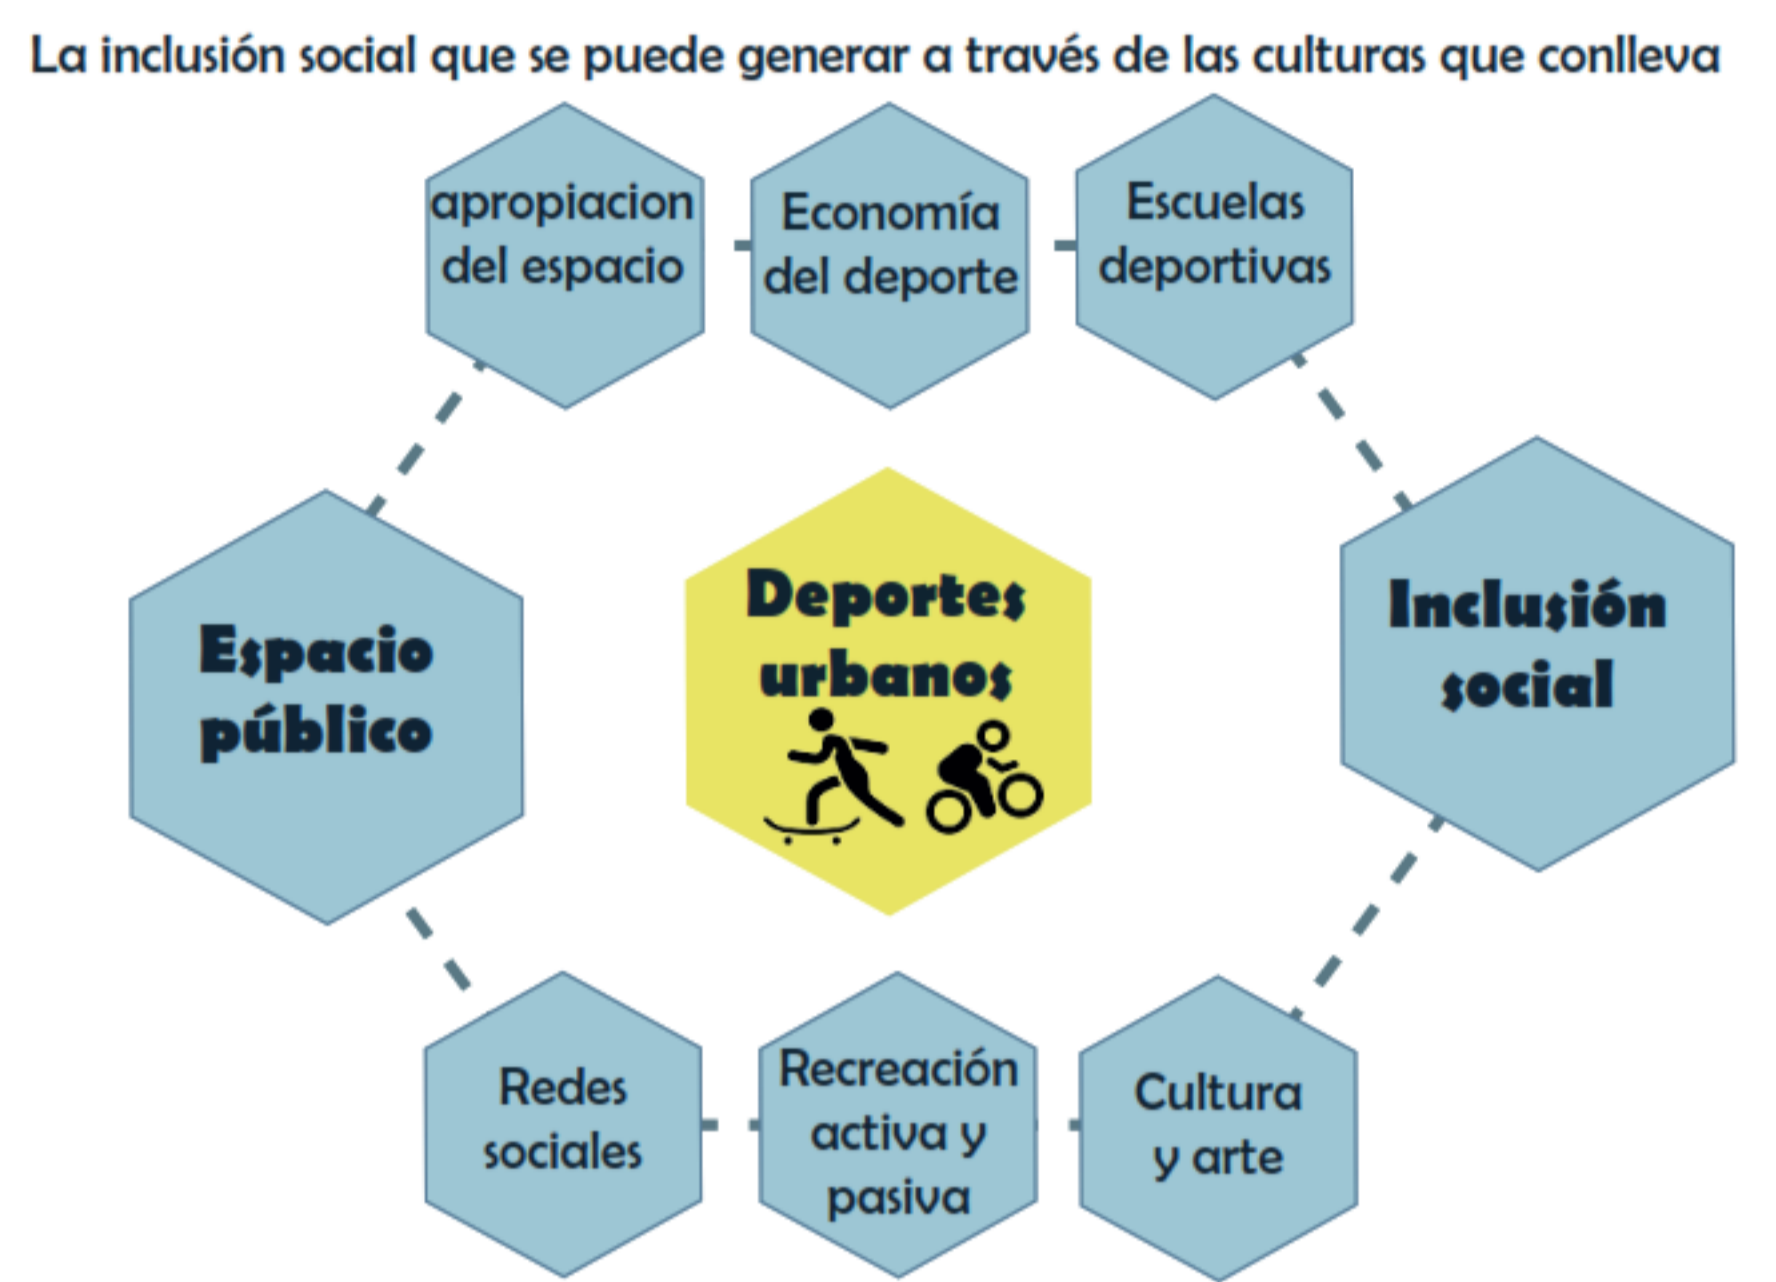 La inclusión social que se puede generar a través de las culturas que conlleva
apropiacion
del espacio
Economía
del deporte
Escuelas
deportivas
Espacio
público
Deportes
urbanos
Inclusión
social
Redes
sociales
Recreación
activa y
pasiva
Cultura
y arte